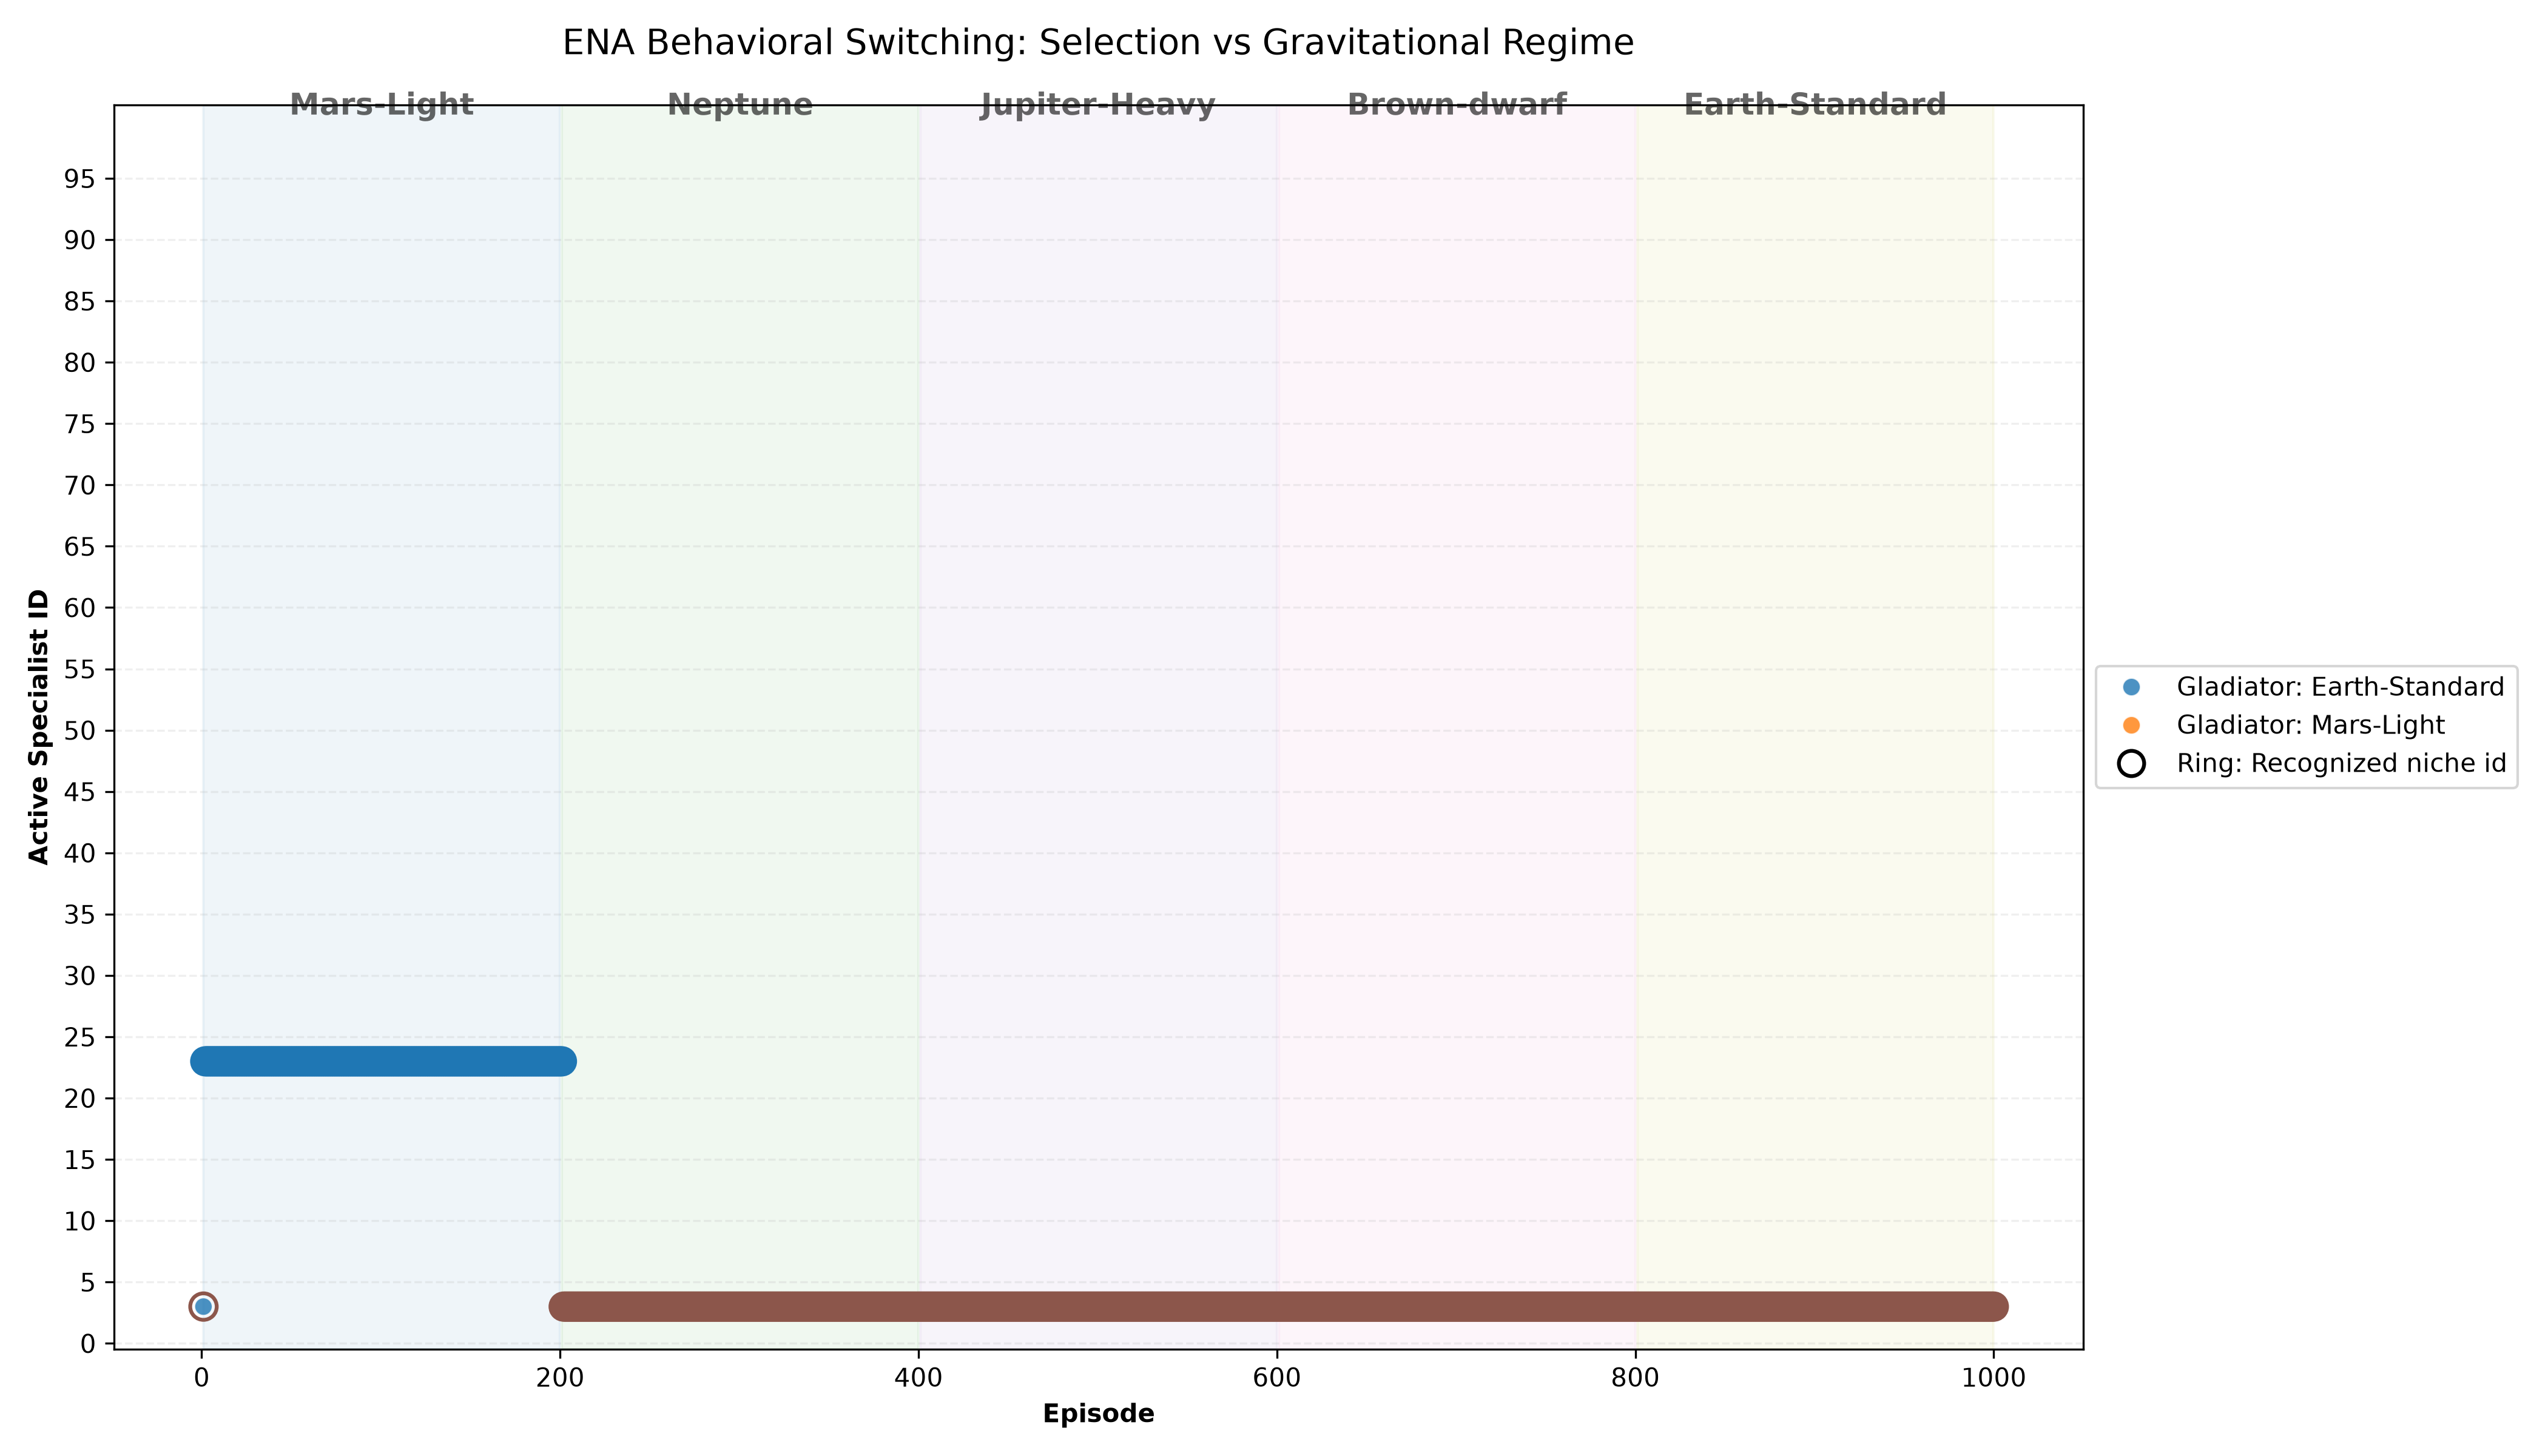 ENA Behavioral Switching: Selection vs Gravitational Regime
Mars-Light
Neptune
Jupiter-Heavy
Brown-dwarf
Earth-Standard
95
90
85
80
75
70
65
60
55
50
45
40
35
30
25
20
15
10
5
0
Active Specialist ID
0
200
400
600
800
1000
Episode
Gladiator: Earth-Standard
Gladiator: Mars-Light
Ring: Recognized niche id